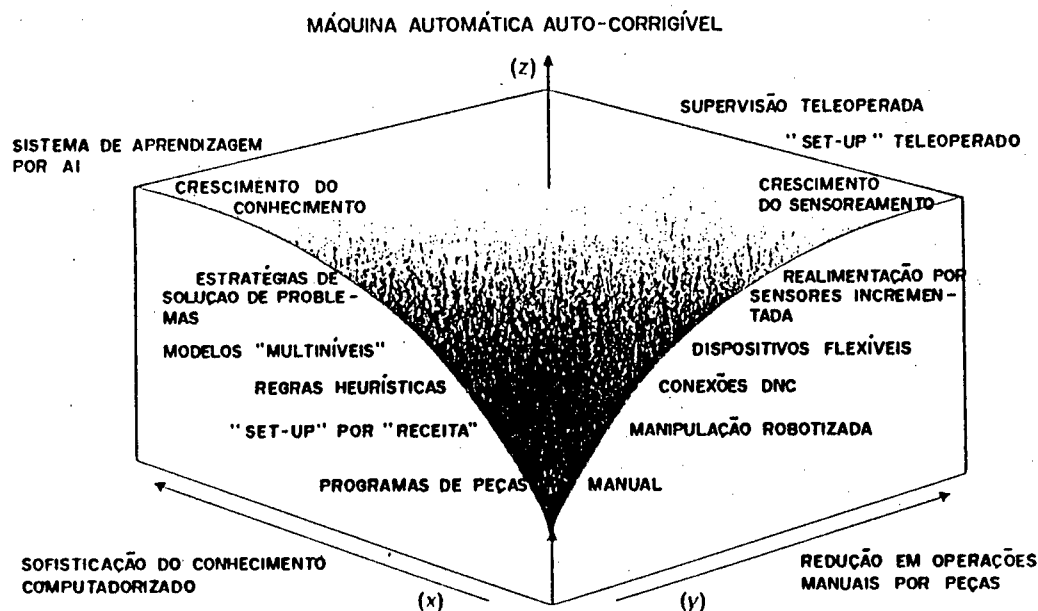 MÁQUINA AUTOMÁTICA AUTO-CORRIGÍVEL
(z)
SUPERVISÃO TELEOPERADA
"SET-UP" TELEOPERADO
SISTEMA DE APRENDIZAGEM
POR AI
CRESCIMENTO DO
CONHECIMENTO
CRESCIMENTO
DO SENSOREAMENTO
ESTRATÉGIAS DE
SOLUÇAO DE PROBLE-
MAS
REALIMENTAÇÃO POR
SENSORES INCREMEN-
TADA
MODELOS "MULTINÍVEIS"
DISPOSITIVOS FLEXÍVEIS
REGRAS HEURÍSTICAS
CONEXÕES DNC
"SET-UP" POR "RECEITA"
MANIPULAÇÃO ROBOTIZADA
PROGRAMAS DE PEÇAS
MANUAL
SOFISTICAÇÃO DO CONHECIMENTO
COMPUTADORIZADO
(x)
(y)
REDUÇÃO EM OPERAÇÕES
MANUAIS POR PEÇAS